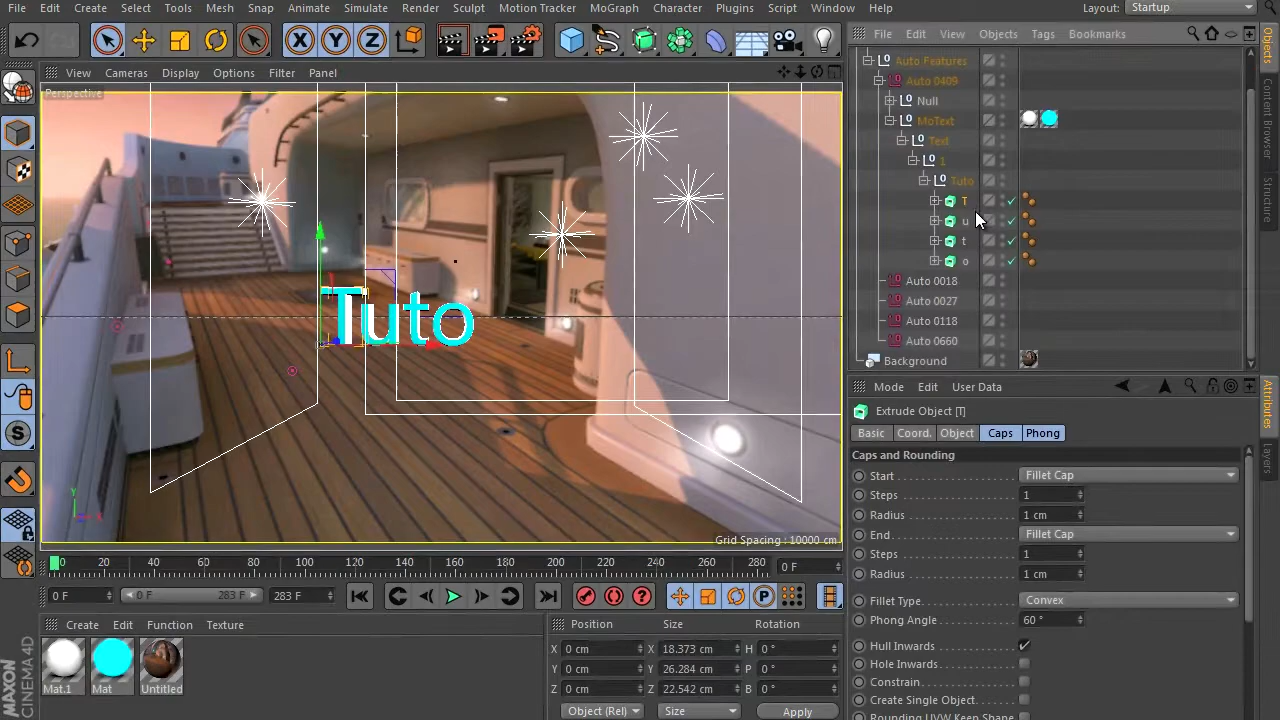 File Edit Create Select Tools Mesh Snap Animate Simulate Render Sculpt Motion Tracker MoGraph Character Plugins Script Window Help Layout: Startup
X Y Z
File Edit View Objects Tags Bookmarks
View Cameras Display Options Filter Panel
Perspective
Tuto
Grid Spacing : 10000 cm
Y
X
Auto Features
Auto 0409
Null
MoText
Text
1
Tuto
T
u
t
o
Auto 0018
Auto 0027
Auto 0118
Auto 0660
Background
Objects
Content Browser
Structure
Attributes
Layers
Mode Edit User Data
Extrude Object [T]
Basic Coord. Object Caps Phong
Caps and Rounding
Start Fillet Cap
Steps 1
Radius 1 cm
End Fillet Cap
Steps 1
Radius 1 cm
Fillet Type. Convex
Phong Angle 60 °
Hull Inwards
Hole Inwards
Constrain
Create Single Object
Rounding UVW Keep Shape
0 20 40 60 80 100 120 140 160 180 200 220 240 260 280 0 F
0 F 0 F 283 F 283 F
P
S
Create Edit Function Texture
Mat.1 Mat Untitled
Position Size Rotation
X 0 cm X 18.373 cm H 0 °
Y 0 cm Y 26.284 cm P 0 °
Z 0 cm Z 22.542 cm B 0 °
Object (Rel) Size Apply
MAXON
CINEMA 4D